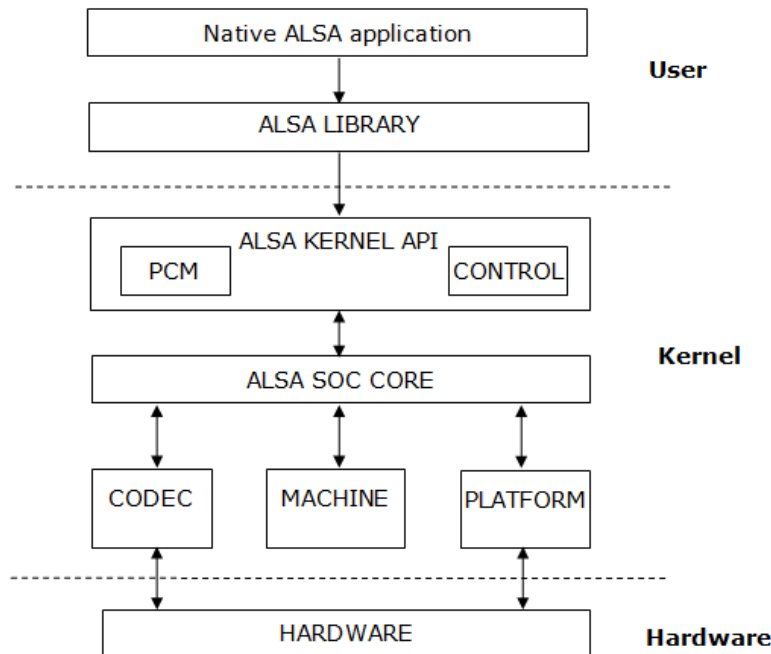 Native ALSA application
User
ALSA LIBRARY
ALSA KERNEL API
PCM
CONTROL
Kernel
ALSA SOC CORE
CODEC
MACHINE
PLATFORM
HARDWARE
Hardware